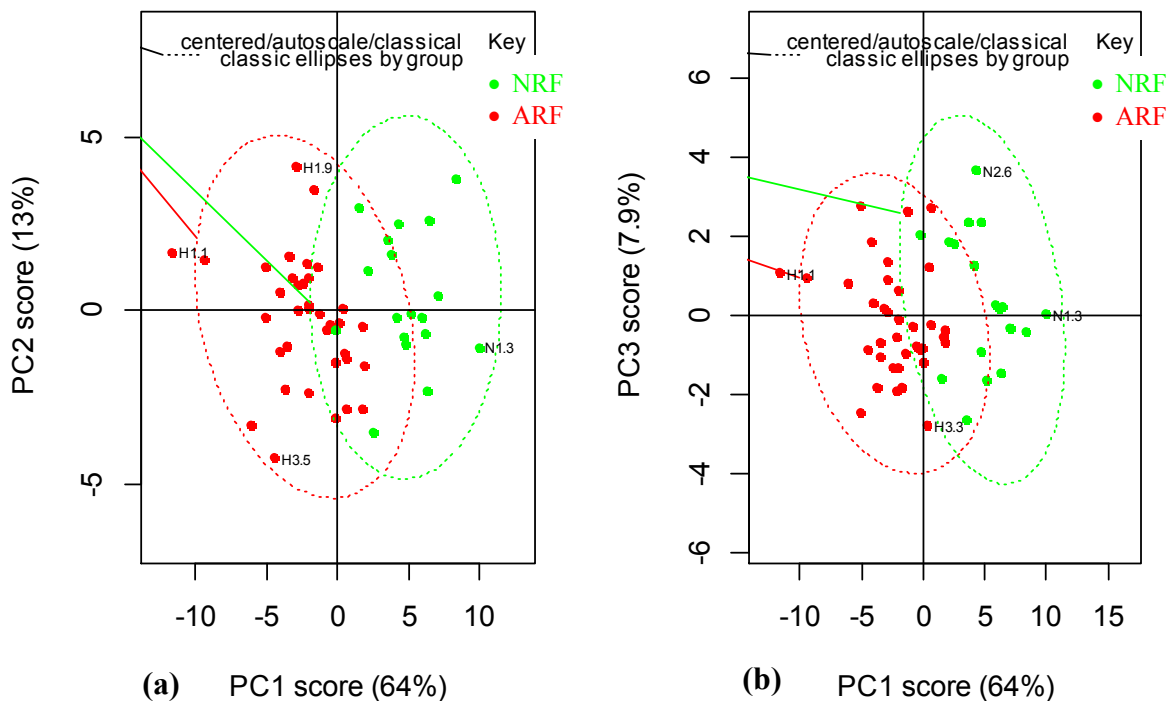 centered/autoscale/classical
classic ellipses by group
Key
NRF
ARF
H1.9
H1.1
N1.3
H3.5
5
0
-5
PC2 score (13%)
-10 -5 0 5 10
(a) PC1 score (64%)
centered/autoscale/classical
classic ellipses by group
Key
NRF
ARF
N2.6
H1.1
N1.3
H3.3
6
4
2
0
-2
-4
-6
PC3 score (7.9%)
-10 -5 0 5 10 15
(b) PC1 score (64%)